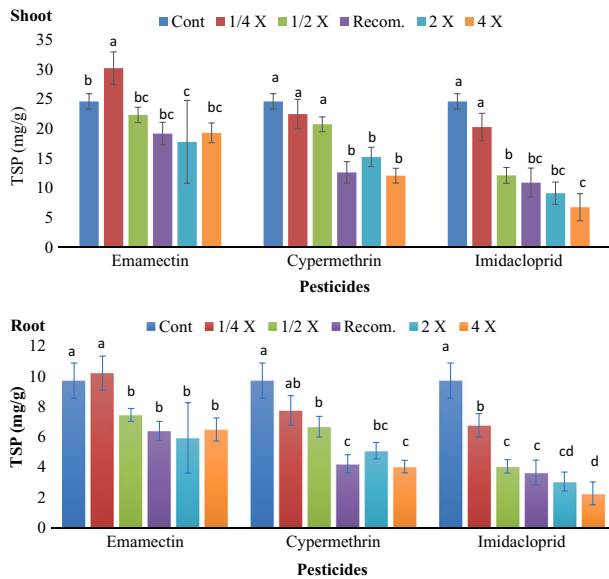 Shoot
Cont 1/4 X 1/2 X Recom. 2 X 4 X
35
30
25
20
15
10
5
0
TSP (mg/g)
b a bc bc c bc
a a a b b b
a a b bc bc c
Emamectin Cypermethrin Imidacloprid
Pesticides
Root
Cont 1/4 X 1/2 X Recom. 2 X 4 X
12
10
8
6
4
2
0
TSP (mg/g)
a a b b b b
a ab b c bc c
a b c c cd d
Emamectin Cypermethrin Imidacloprid
Pesticides